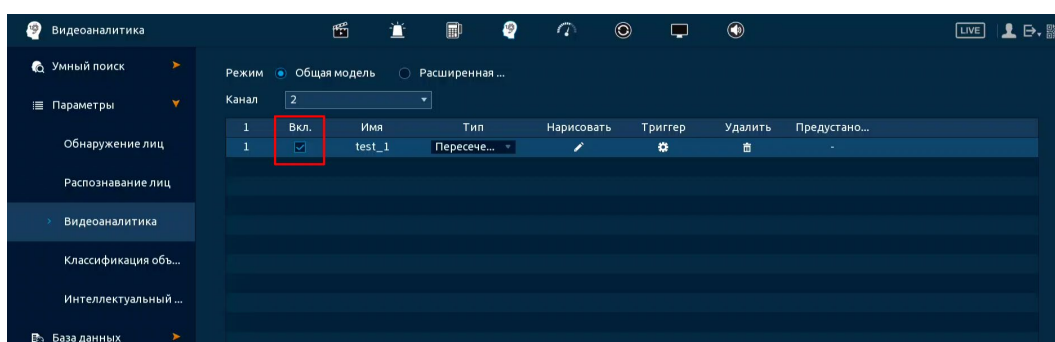 Видеоаналитика LIVE
Умный поиск
Режим Общая модель Расширенная ...
Параметры
Канал 2
1 Вкл. Имя Тип Нарисовать Триггер Удалить Предустано...
Обнаружение лиц
1 test_1 Пересече... -
Распознавание лиц
Видеоаналитика
Классификация объ...
Интеллектуальный ...
База данных